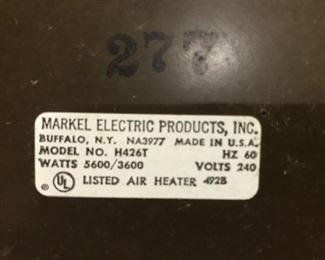 277
MARKEL ELECTRIC PRODUCTS, INC.
BUFFALO, N.Y. NA3977 MADE IN U.S.A.
MODEL NO. H426T HZ 60
WATTS 5600/3600 VOLTS 240
UL ® LISTED AIR HEATER 492B